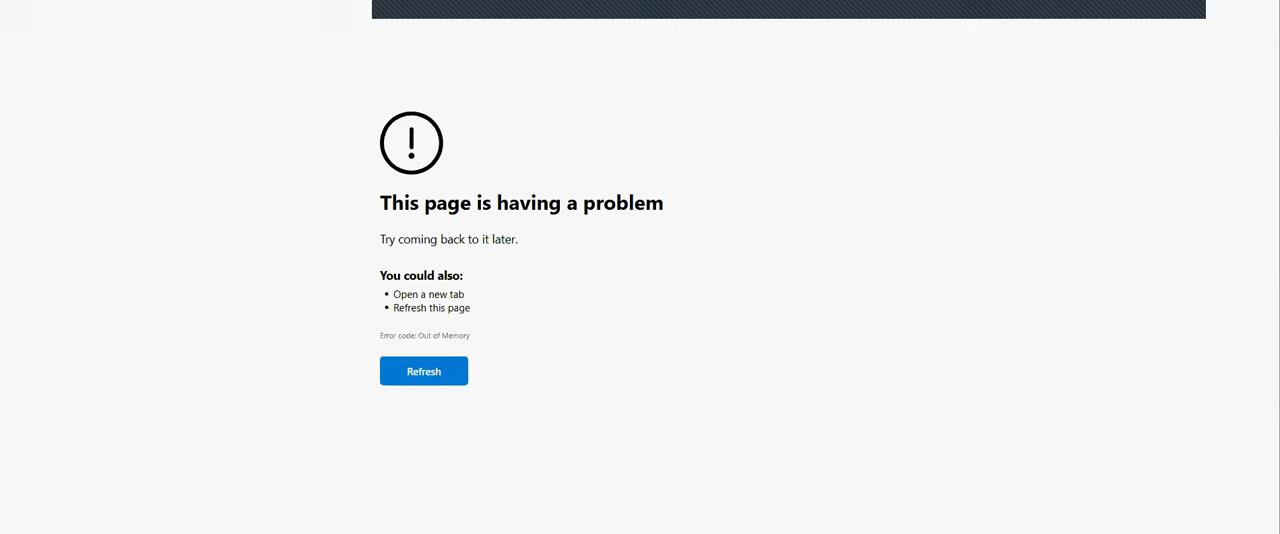 This page is having a problem
Try coming back to it later.
You could also:
• Open a new tab
• Refresh this page
Error code: Out of Memory
Refresh